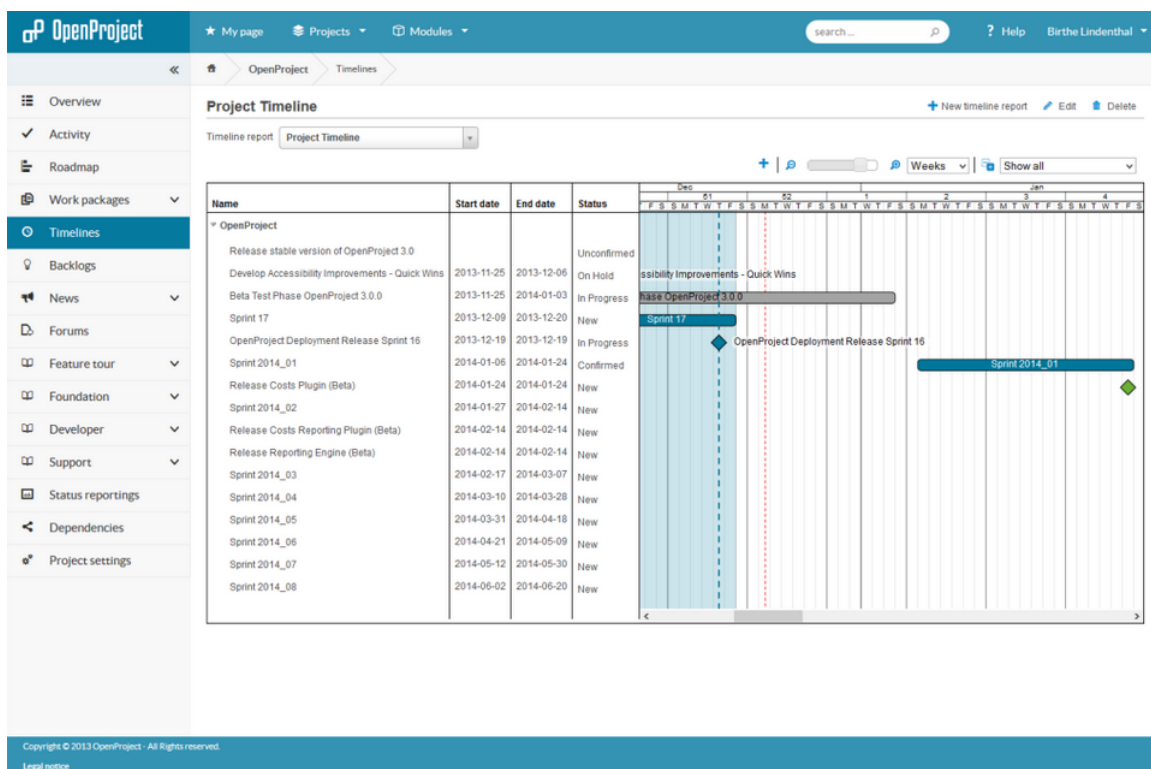 OpenProject
My page Projects Modules search ... ? Help Birthe Lindenthal
« OpenProject Timelines
Overview
Activity
Roadmap
Work packages
Timelines
Backlogs
News
Forums
Feature tour
Foundation
Developer
Support
Status reportings
Dependencies
Project settings
Project Timeline
New timeline report Edit Delete
Timeline report Project Timeline
Weeks Show all
Dec Jan
51 52 1 2 3 4
F S S M T W T F S S M T W T F S S M T W T F S S M T W T F S S M T W T F S S M T W T F S
Name Start date End date Status
OpenProject
Release stable version of OpenProject 3.0 Unconfirmed
Develop Accessibility Improvements - Quick Wins 2013-11-25 2013-12-06 On Hold ssibility Improvements - Quick Wins
Beta Test Phase OpenProject 3.0.0 2013-11-25 2014-01-03 In Progress hase OpenProject 3.0.0
Sprint 17 2013-12-09 2013-12-20 New Sprint 17
OpenProject Deployment Release Sprint 16 2013-12-19 2013-12-19 In Progress OpenProject Deployment Release Sprint 16
Sprint 2014_01 2014-01-06 2014-01-24 Confirmed Sprint 2014_01
Release Costs Plugin (Beta) 2014-01-24 2014-01-24 New
Sprint 2014_02 2014-01-27 2014-02-14 New
Release Costs Reporting Plugin (Beta) 2014-02-14 2014-02-14 New
Release Reporting Engine (Beta) 2014-02-14 2014-02-14 New
Sprint 2014_03 2014-02-17 2014-03-07 New
Sprint 2014_04 2014-03-10 2014-03-28 New
Sprint 2014_05 2014-03-31 2014-04-18 New
Sprint 2014_06 2014-04-21 2014-05-09 New
Sprint 2014_07 2014-05-12 2014-05-30 New
Sprint 2014_08 2014-06-02 2014-06-20 New
Copyright © 2013 OpenProject - All Rights reserved.
Legal notice